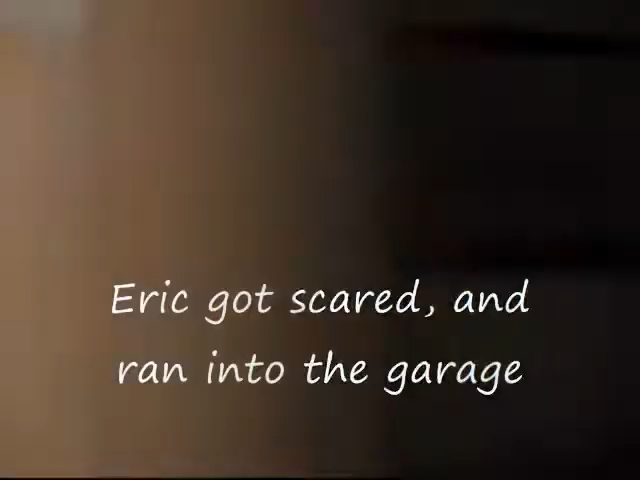 Eric got scared, and
ran into the garage